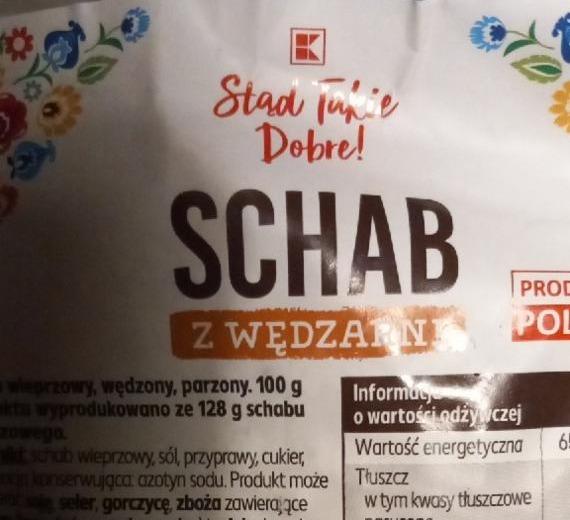 K
Stąd Takie
Dobre!
SCHAB
Z WĘDZARNI
PROD
POL
wieprzowy, wędzony, parzony. 100 g
wyprodukowano ze 128 g schabu
Informacja
o wartości odżywczej
Wartość energetyczna
Tłuszcz
w tym kwasy tłuszczowe
schab wieprzowy, sól, przyprawy, cukier,
konserwująca: azotyn sodu. Produkt może
soję, seler, gorczycę, zboża zawierające